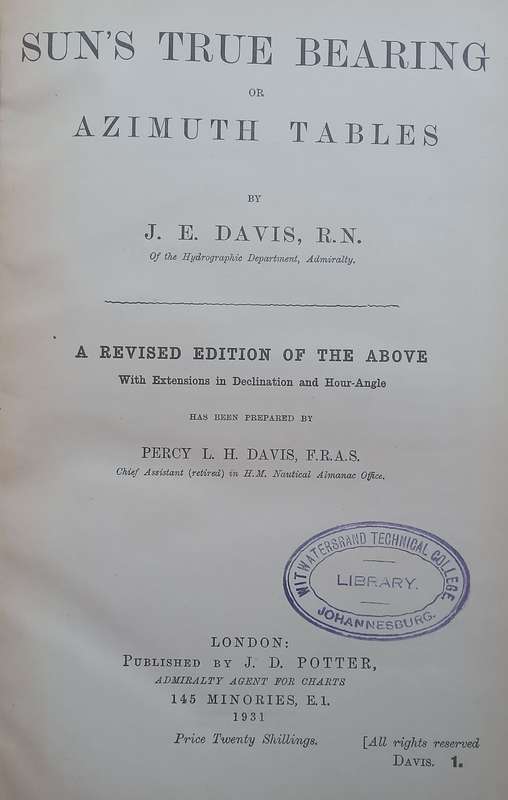 SUN'S TRUE BEARING
OR
AZIMUTH TABLES
BY
J. E. DAVIS, R.N.
Of the Hydrographic Department, Admiralty.
A REVISED EDITION OF THE ABOVE
With Extensions in Declination and Hour-Angle
HAS BEEN PREPARED BY
PERCY L. H. DAVIS, F.R.A.S.
Chief Assistant (retired) in H.M. Nautical Almanac Office.
WITWATERSRAND TECHNICAL COLLEGE
LIBRARY.
JOHANNESBURG.
LONDON:
PUBLISHED BY J. D. POTTER,
ADMIRALTY AGENT FOR CHARTS
145 MINORIES, E.1.
1931
Price Twenty Shillings.
[All rights reserved
DAVIS. 1.